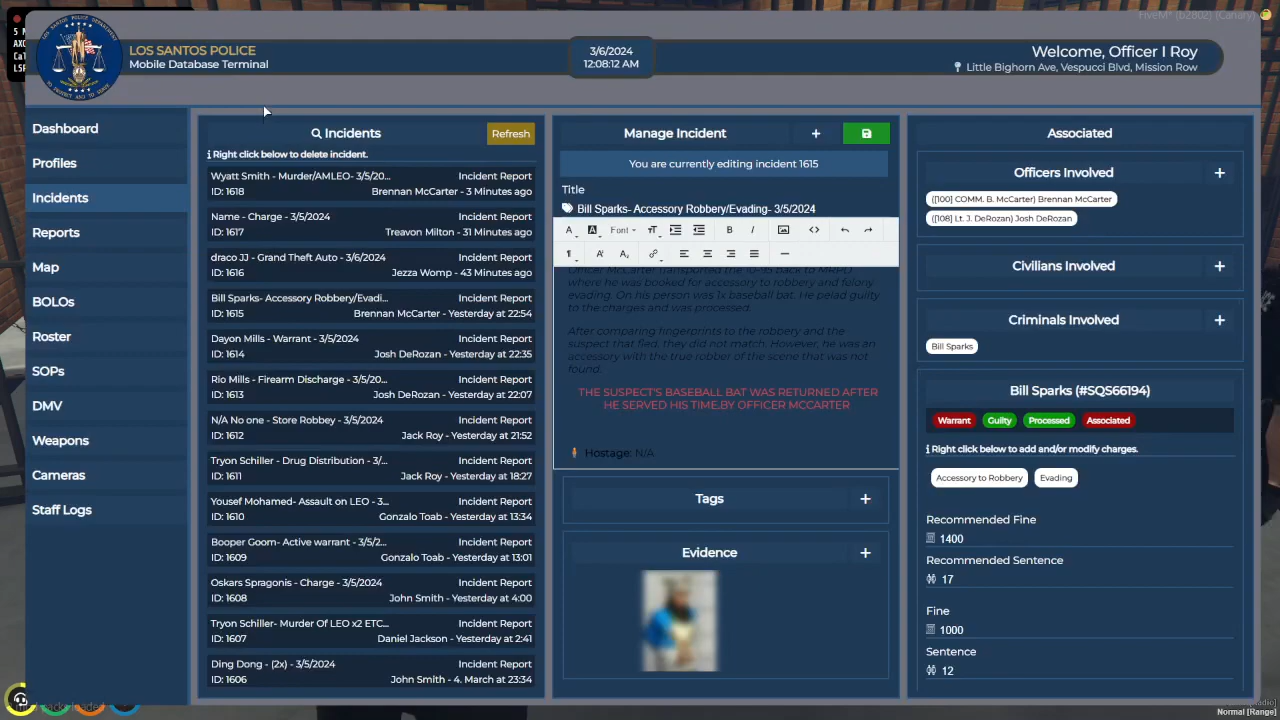 FiveM* (b2802) (Canary)
LOS SANTOS POLICE
Mobile Database Terminal
3/6/2024
12:08:12 AM
Welcome, Officer I Roy
Little Bighorn Ave, Vespucci Blvd, Mission Row
Dashboard
Profiles
Incidents
Reports
Map
BOLOs
Roster
SOPs
DMV
Weapons
Cameras
Staff Logs
Incidents
Refresh
Right click below to delete incident.
Wyatt Smith - Murder/AMLEO- 3/5/20... Incident Report
ID: 1618 Brennan McCarter - 3 Minutes ago
Name - Charge - 3/5/2024 Incident Report
ID: 1617 Treavon Milton - 31 Minutes ago
draco JJ - Grand Theft Auto - 3/6/2024 Incident Report
ID: 1616 Jezza Womp - 43 Minutes ago
Bill Sparks- Accessory Robbery/Evadi... Incident Report
ID: 1615 Brennan McCarter - Yesterday at 22:54
Dayon Mills - Warrant - 3/5/2024 Incident Report
ID: 1614 Josh DeRozan - Yesterday at 22:35
Rio Mills - Firearm Discharge - 3/5/20... Incident Report
ID: 1613 Josh DeRozan - Yesterday at 22:07
N/A No one - Store Robbey - 3/5/2024 Incident Report
ID: 1612 Jack Roy - Yesterday at 21:52
Tryon Schiller - Drug Distribution - 3/... Incident Report
ID: 1611 Jack Roy - Yesterday at 18:27
Yousef Mohamed- Assault on LEO - 3... Incident Report
ID: 1610 Gonzalo Toab - Yesterday at 13:34
Booper Goom- Active warrant - 3/5/2... Incident Report
ID: 1609 Gonzalo Toab - Yesterday at 13:01
Oskars Spragonis - Charge - 3/5/2024 Incident Report
ID: 1608 John Smith - Yesterday at 4:00
Tryon Schiller- Murder Of LEO x2 ETC... Incident Report
ID: 1607 Daniel Jackson - Yesterday at 2:41
Ding Dong - (2x) - 3/5/2024 Incident Report
ID: 1606 John Smith - 4. March at 23:34
Manage Incident
You are currently editing incident 1615
Title
Bill Sparks- Accessory Robbery/Evading- 3/5/2024
Font
Officer McCarter transported the 10-95 back to MRPD
where he was booked for accessory to robbery and felony
evading. On his person was 1x baseball bat. He pelad guilty
to the charges and was processed.
After comparing fingerprints to the robbery and the
suspect that fled, they did not match. However, he was an
accessory with the true robber of the scene that was not
found.
THE SUSPECT'S BASEBALL BAT WAS RETURNED AFTER
HE SERVED HIS TIME.BY OFFICER MCCARTER
Hostage: N/A
Tags
Evidence
Associated
Officers Involved
([100] COMM. B. McCarter) Brennan McCarter
([108] Lt. J. DeRozan) Josh DeRozan
Civilians Involved
Criminals Involved
Bill Sparks
Bill Sparks (#SQS66194)
Warrant Guilty Processed Associated
Right click below to add and/or modify charges.
Accessory to Robbery Evading
Recommended Fine
1400
Recommended Sentence
17
Fine
1000
Sentence
12
Normal [Range]